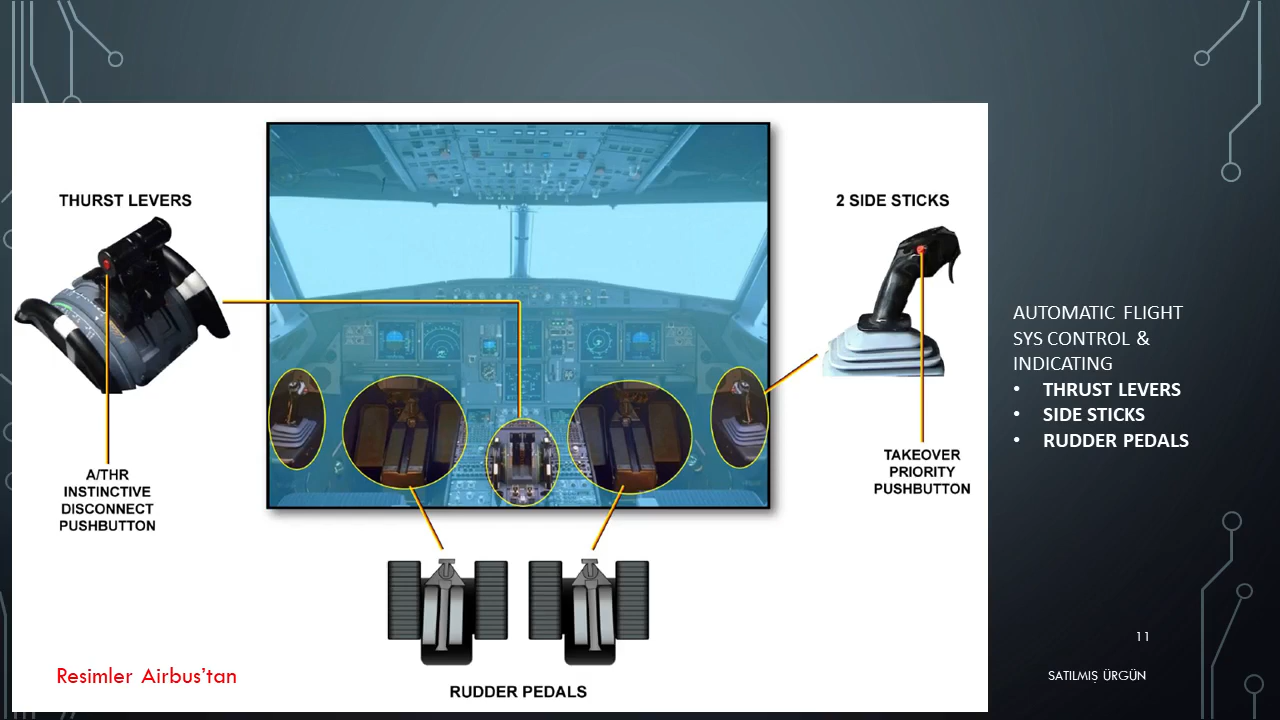 THURST LEVERS
2 SIDE STICKS
A/THR
INSTINCTIVE
DISCONNECT
PUSHBUTTON
TAKEOVER
PRIORITY
PUSHBUTTON
RUDDER PEDALS
Resimler Airbus’tan
AUTOMATIC FLIGHT
SYS CONTROL &
INDICATING
• THRUST LEVERS
• SIDE STICKS
• RUDDER PEDALS
11
SATILMIŞ ÜRGÜN